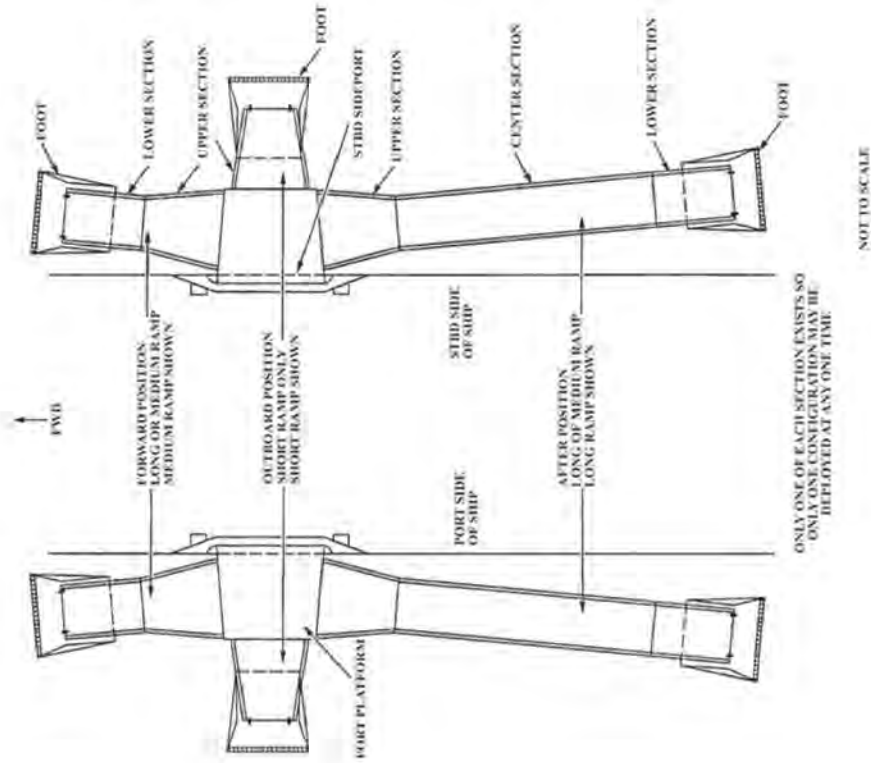 FWD
FORWARD POSITION
LONG OR MEDIUM RAMP
MEDIUM RAMP SHOWN
OUTBOARD POSITION
SHORT RAMP ONLY
SHORT RAMP SHOWN
AFTER POSITION
LONG OF MEDIUM RAMP
LONG RAMP SHOWN
PORT SIDE
OF SHIP
STBD SIDE
OF SHIP
PORT PLATFORM
FOOT
LOWER SECTION
UPPER SECTION
FOOT
STBD SIDEPORT
UPPER SECTION
CENTER SECTION
LOWER SECTION
FOOT
ONLY ONE OF EACH SECTION EXISTS SO
ONLY ONE CONFIGURATION MAY BE
DEPLOYED AT ANY ONE TIME
NOT TO SCALE